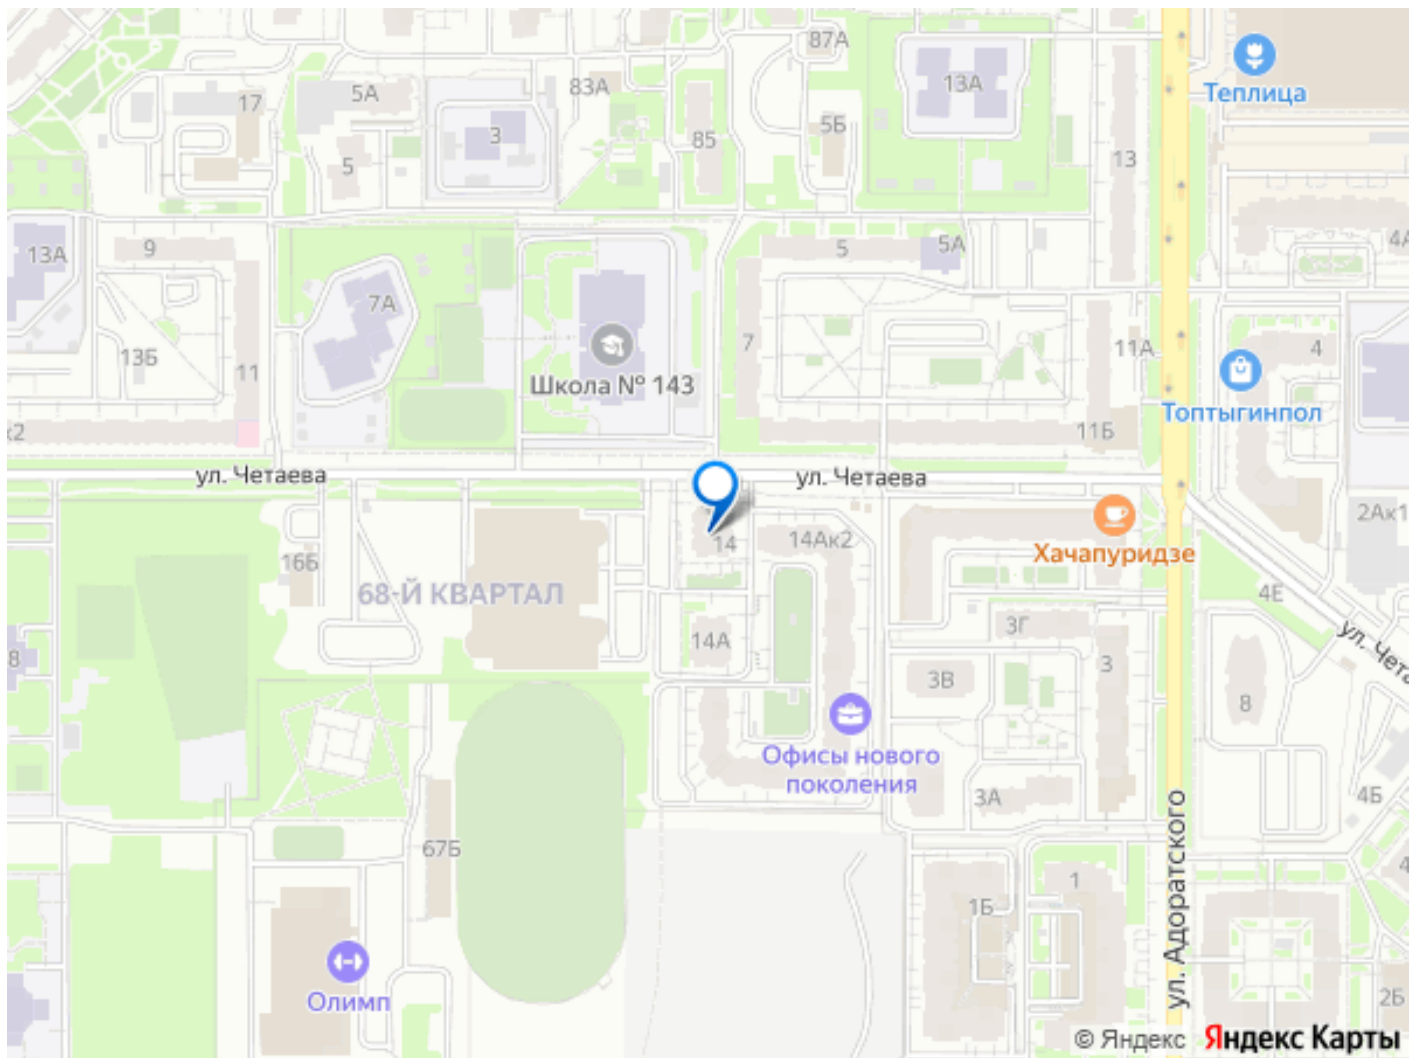 87А
Теплица
13А
83А
5А
17
5Б
3
85
13
5
4А
13А
9
5
5А
7А
7
11А
4
13Б
11
Школа № 143
Топтыгинпол
11Б
к2
ул. Четаева
ул. Четаева
2Ак1
14
14Ак2
Хачапуридзе
16Б
68-Й КВАРТАЛ
4Е
3Г
14А
ул. Чета
8
3
3В
8
Офисы нового
поколения
3А
4Б
67Б
ул. Адоратского
4
1
1Б
Олимп
2Б
© Яндекс
Яндекс Карты